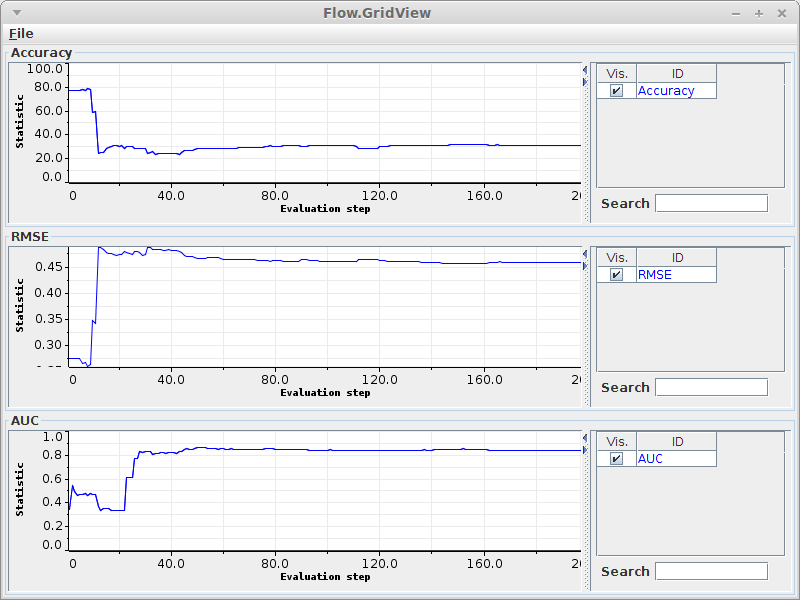 Flow.GridView
File
Accuracy
Statistic
100.0
80.0
60.0
40.0
20.0
0.0
0 40.0 80.0 120.0 160.0
Evaluation step
Vis. ID
Accuracy
Search
RMSE
Statistic
0.45
0.40
0.35
0.30
0 40.0 80.0 120.0 160.0
Evaluation step
Vis. ID
RMSE
Search
AUC
Statistic
1.0
0.8
0.6
0.4
0.2
0.0
0 40.0 80.0 120.0 160.0
Evaluation step
Vis. ID
AUC
Search